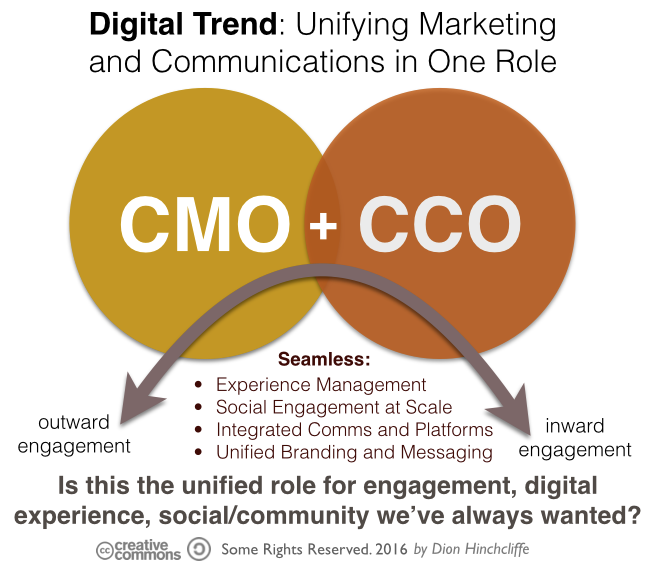 Digital Trend: Unifying Marketing
and Communications in One Role
CMO + CCO
Seamless:
• Experience Management
• Social Engagement at Scale
• Integrated Comms and Platforms
• Unified Branding and Messaging
outward
engagement
inward
engagement
Is this the unified role for engagement, digital
experience, social/community we've always wanted?
cc creative
commons
Some Rights Reserved. 2016 by Dion Hinchcliffe